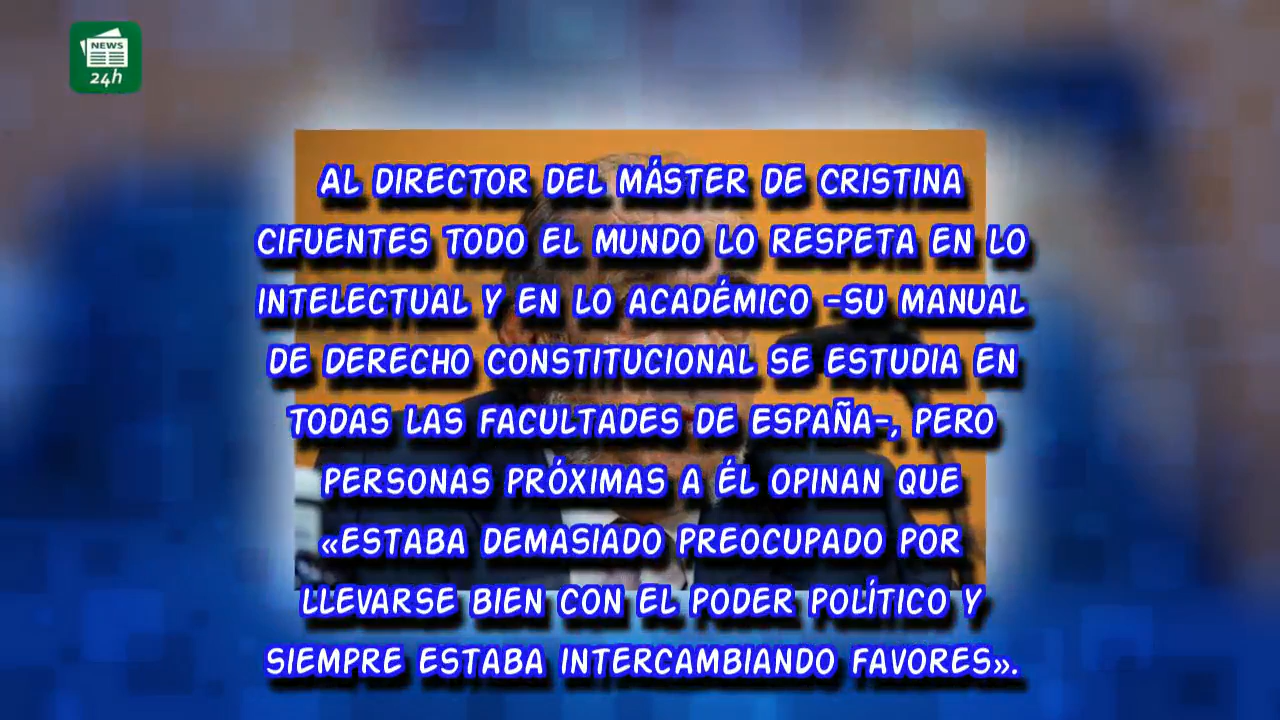 NEWS
24h
AL DIRECTOR DEL MÁSTER DE CRISTINA
CIFUENTES TODO EL MUNDO LO RESPETA EN LO
INTELECTUAL Y EN LO ACADÉMICO -SU MANUAL
DE DERECHO CONSTITUCIONAL SE ESTUDIA EN
TODAS LAS FACULTADES DE ESPAÑA-, PERO
PERSONAS PRÓXIMAS A ÉL OPINAN QUE
«ESTABA DEMASIADO PREOCUPADO POR
LLEVARSE BIEN CON EL PODER POLÍTICO Y
SIEMPRE ESTABA INTERCAMBIANDO FAVORES».